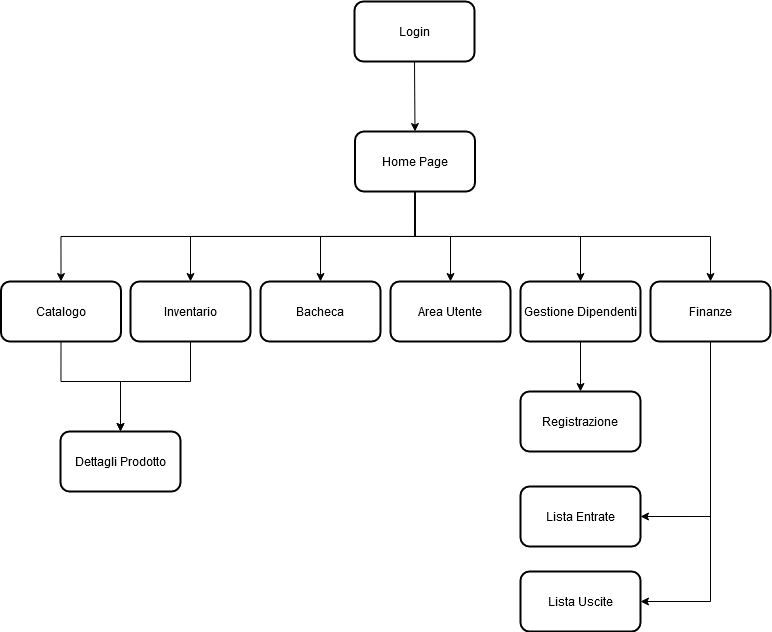 Login
Home Page
Catalogo
Inventario
Bacheca
Area Utente
Gestione Dipendenti
Finanze
Registrazione
Dettagli Prodotto
Lista Entrate
Lista Uscite